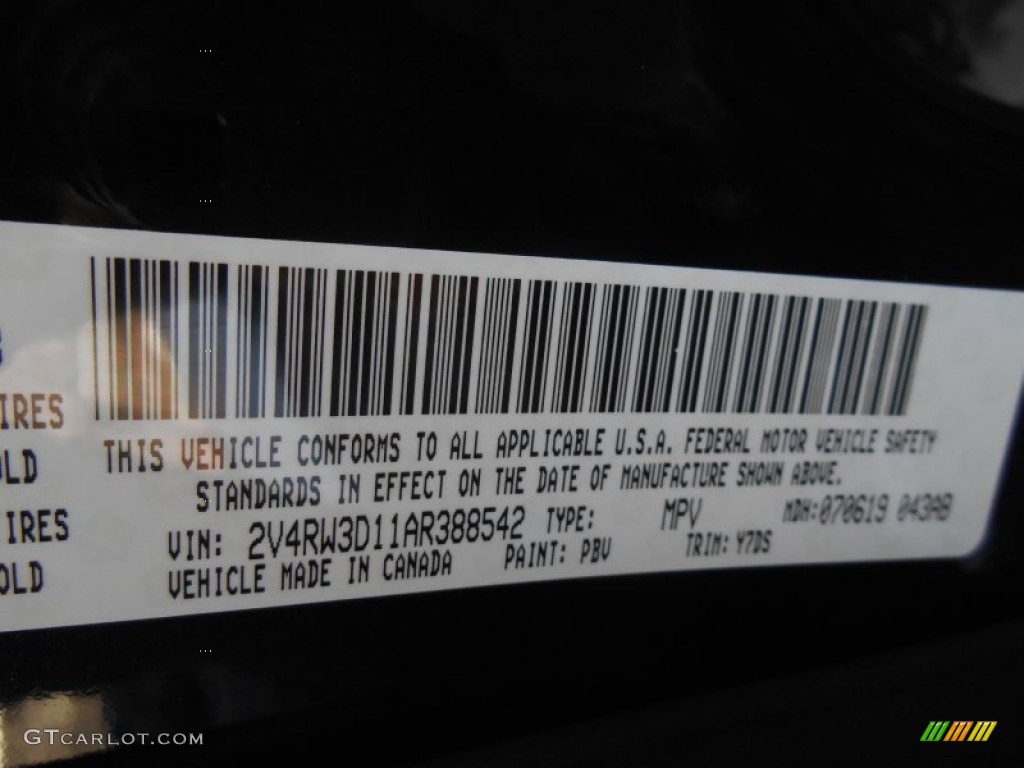 IRES
OLD
IRES
OLD
THIS VEHICLE CONFORMS TO ALL APPLICABLE U.S.A. FEDERAL MOTOR VEHICLE SAFETY
STANDARDS IN EFFECT ON THE DATE OF MANUFACTURE SHOWN ABOVE.
VIN: 2V4RW3D11AR388542 TYPE: MPV MDH:070619 043AB
VEHICLE MADE IN CANADA PAINT: PBV TRIM: Y7DS
GTCARLOT.COM